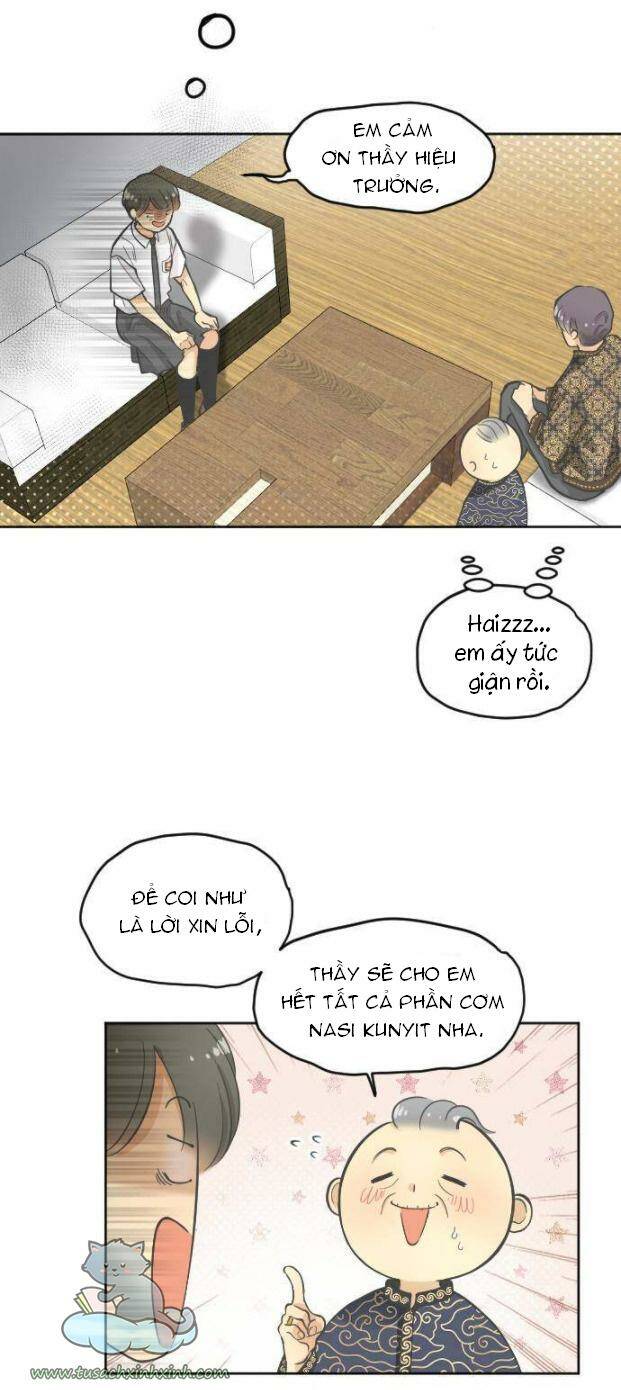 EM CẢM
ƠN THẦY HIỆU
TRƯỞNG.
Haizzz...
em ấy tức
giận rồi.
ĐỂ COI NHƯ
LÀ LỜI XIN LỖI,
THẦY SẼ CHO EM
HẾT TẤT CẢ PHẦN CƠM
NASI KUNYIT NHA.
www.tusachxinhxinh.com